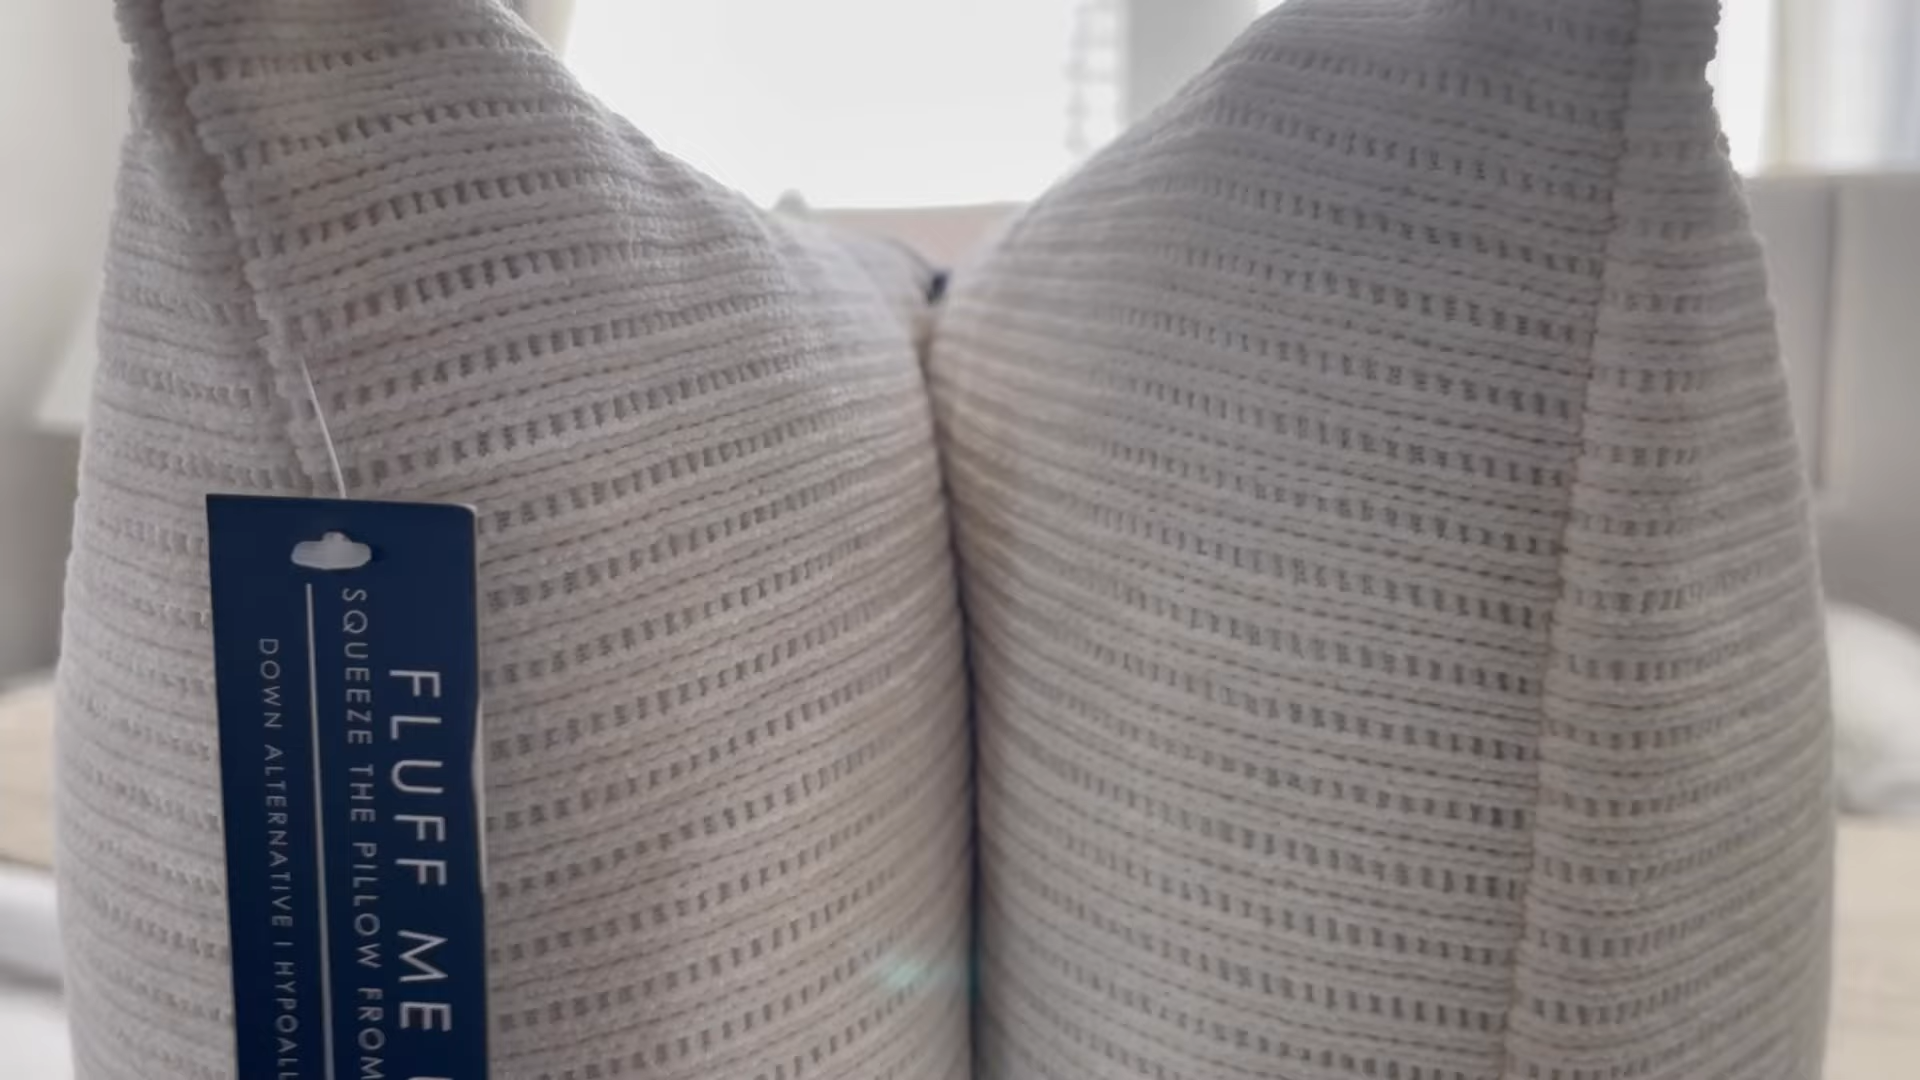 FLUFF ME
SQUEEZE THE PILLOW FROM
DOWN ALTERNATIVE | HYPOALL